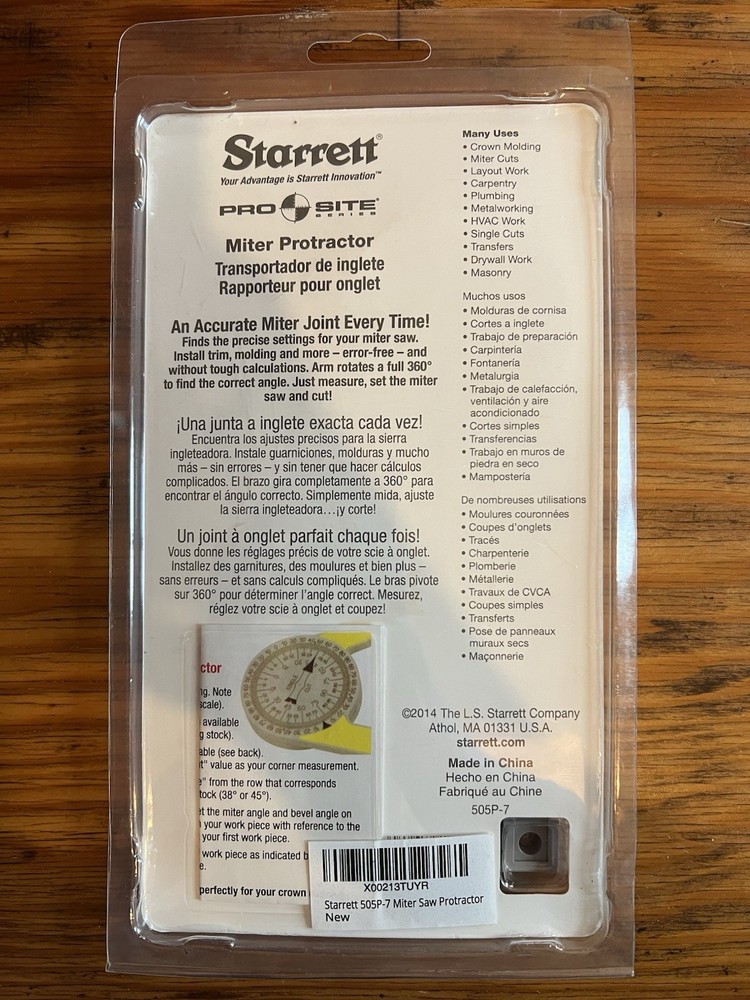 Starrett®
Your Advantage is Starrett Innovation™
PRO SITE®
SERIES
Miter Protractor
Transportador de inglete
Rapporteur pour onglet
An Accurate Miter Joint Every Time!
Finds the precise settings for your miter saw.
Install trim, molding and more – error-free – and
without tough calculations. Arm rotates a full 360°
to find the correct angle. Just measure, set the miter
saw and cut!
¡Una junta a inglete exacta cada vez!
Encuentra los ajustes precisos para la sierra
ingleteadora. Instale guarniciones, molduras y mucho
más – sin errores – y sin tener que hacer cálculos
complicados. El brazo gira completamente a 360° para
encontrar el ángulo correcto. Simplemente mida, ajuste
la sierra ingleteadora…¡y corte!
Un joint à onglet parfait chaque fois!
Vous donne les réglages précis de votre scie à onglet.
Installez des garnitures, des moulures et bien plus –
sans erreurs – et sans calculs compliqués. Le bras pivote
sur 360° pour déterminer l'angle correct. Mesurez,
réglez votre scie à onglet et coupez!
Many Uses
• Crown Molding
• Miter Cuts
• Layout Work
• Carpentry
• Plumbing
• Metalworking
• HVAC Work
• Single Cuts
• Transfers
• Drywall Work
• Masonry
Muchos usos
• Molduras de cornisa
• Cortes a inglete
• Trabajo de preparación
• Carpintería
• Fontanería
• Metalurgia
• Trabajo de calefacción,
ventilación y aire
acondicionado
• Cortes simples
• Transferencias
• Trabajo en muros de
piedra en seco
• Mampostería
De nombreuses utilisations
• Moulures couronnées
• Coupes d'onglets
• Tracés
• Charpenterie
• Plomberie
• Métallerie
• Travaux de CVCA
• Coupes simples
• Transferts
• Pose de panneaux
muraux secs
• Maçonnerie
ctor
ng. Note
scale).
available
g stock).
able (see back).
t" value as your corner measurement.
e" from the row that corresponds
tock (38° or 45°).
et the miter angle and bevel angle on
your work piece with reference to the
your first work piece.
work piece as indicated b
e.
perfectly for your crown
©2014 The L.S. Starrett Company
Athol, MA 01331 U.S.A.
starrett.com
Made in China
Hecho en China
Fabriqué au Chine
505P-7
X00213TUYR
Starrett 505P-7 Miter Saw Protractor
New